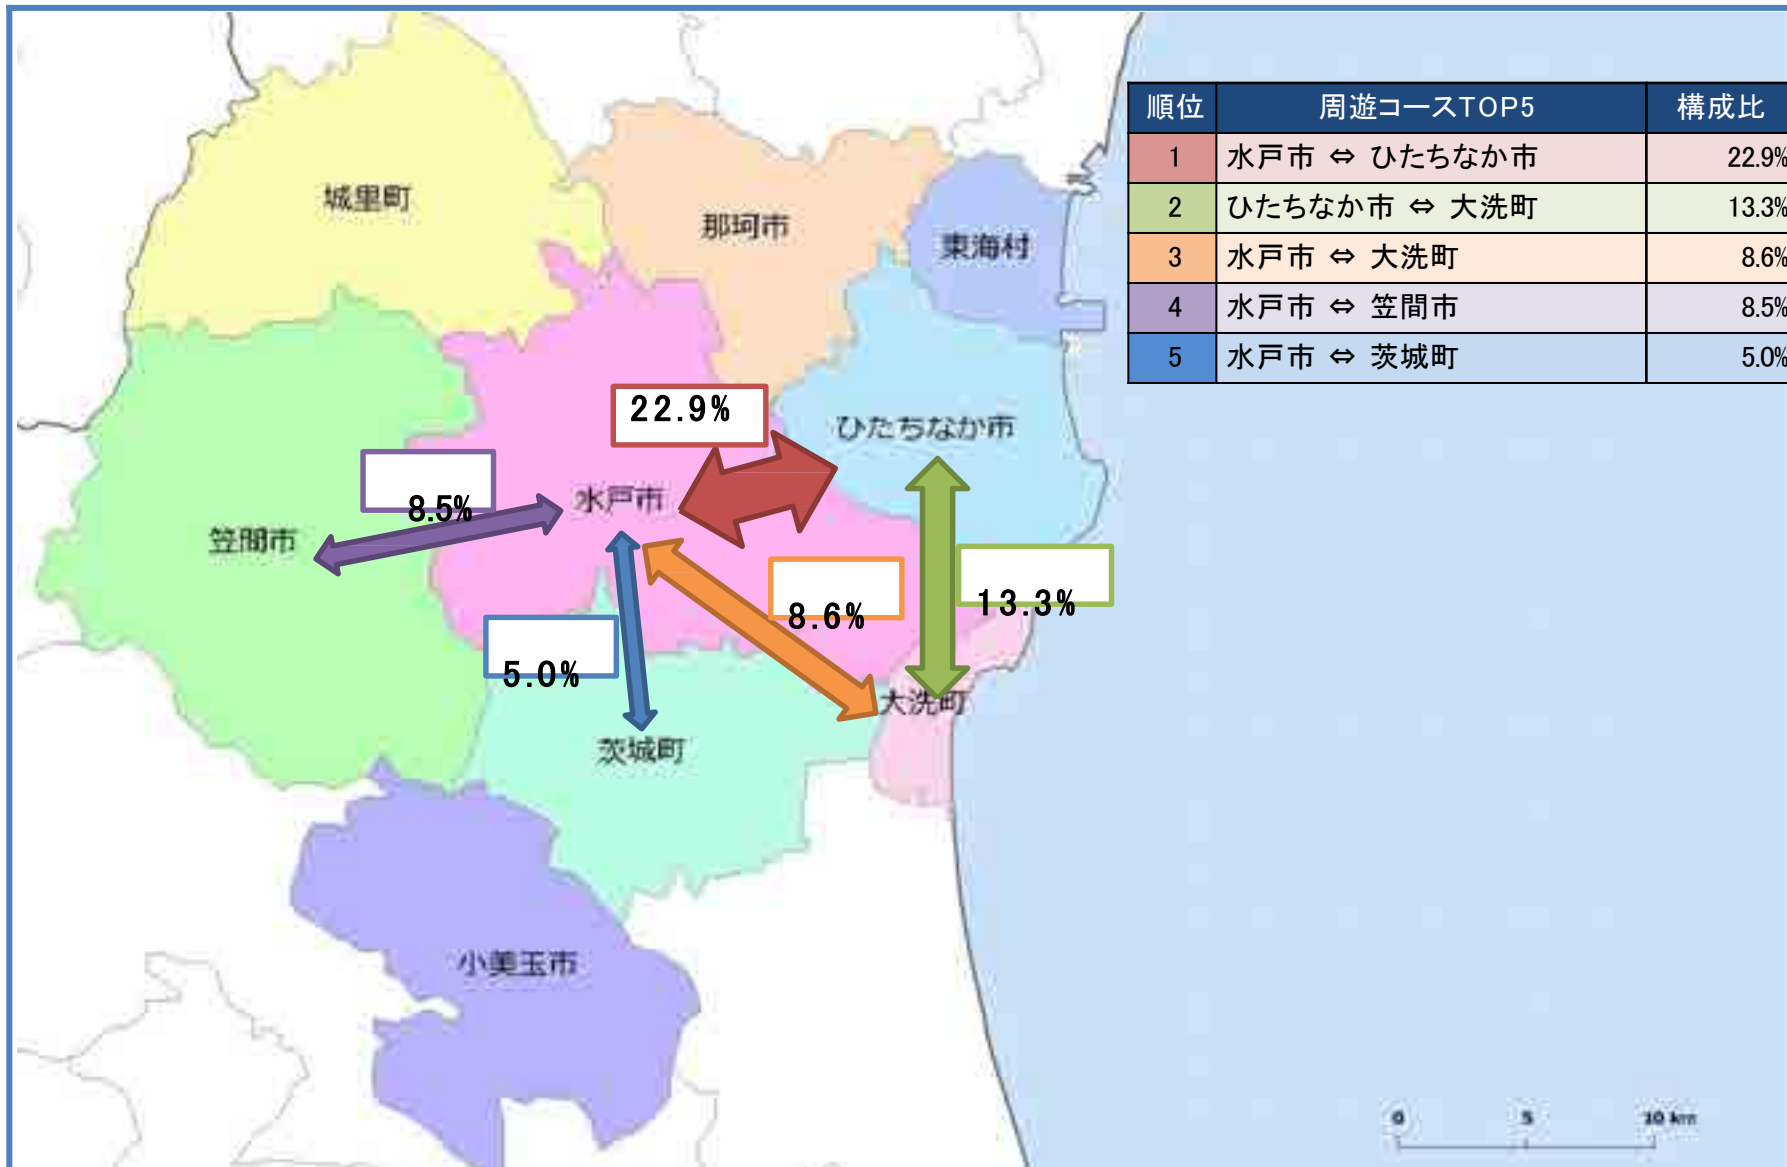 順位 周遊コースTOP5 構成比
1 水戸市 ⇔ ひたちなか市 22.9%
2 ひたちなか市 ⇔ 大洗町 13.3%
3 水戸市 ⇔ 大洗町 8.6%
4 水戸市 ⇔ 笠間市 8.5%
5 水戸市 ⇔ 茨城町 5.0%
城里町
那珂市
東海村
22.9%
ひたちなか市
8.5%
水戸市
笠間市
8.6%
13.3%
5.0%
大洗町
茨城町
小美玉市
0 5 10 km